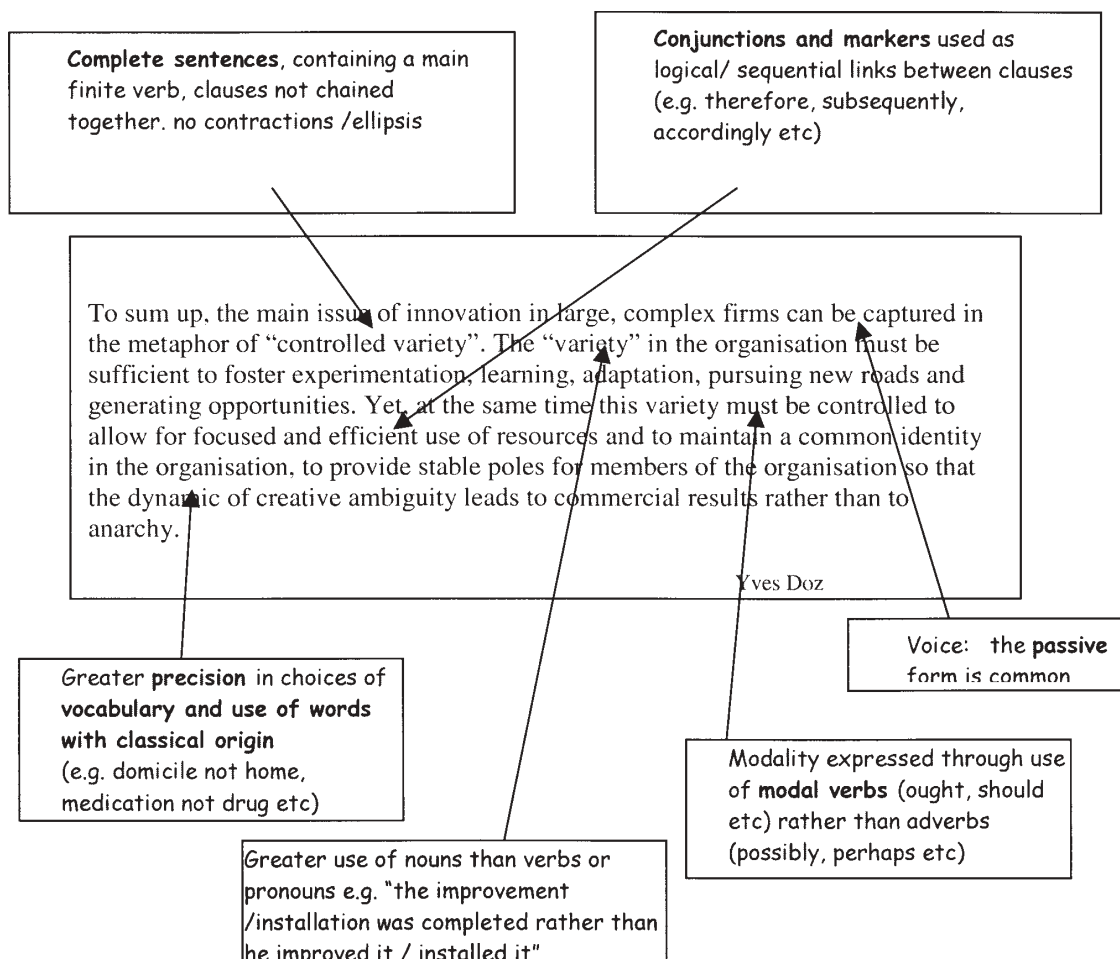 Complete sentences, containing a main
finite verb, clauses not chained
together. no contractions /ellipsis
Conjunctions and markers used as
logical/ sequential links between clauses
(e.g. therefore, subsequently,
accordingly etc)
To sum up, the main issue of innovation in large, complex firms can be captured in
the metaphor of “controlled variety”. The “variety” in the organisation must be
sufficient to foster experimentation, learning, adaptation, pursuing new roads and
generating opportunities. Yet, at the same time this variety must be controlled to
allow for focused and efficient use of resources and to maintain a common identity
in the organisation, to provide stable poles for members of the organisation so that
the dynamic of creative ambiguity leads to commercial results rather than to
anarchy.
Yves Doz
Voice: the passive
form is common
Greater precision in choices of
vocabulary and use of words
with classical origin
(e.g. domicile not home,
medication not drug etc)
Modality expressed through use
of modal verbs (ought, should
etc) rather than adverbs
(possibly, perhaps etc)
Greater use of nouns than verbs or
pronouns e.g. “the improvement
/installation was completed rather than
he improved it / installed it”